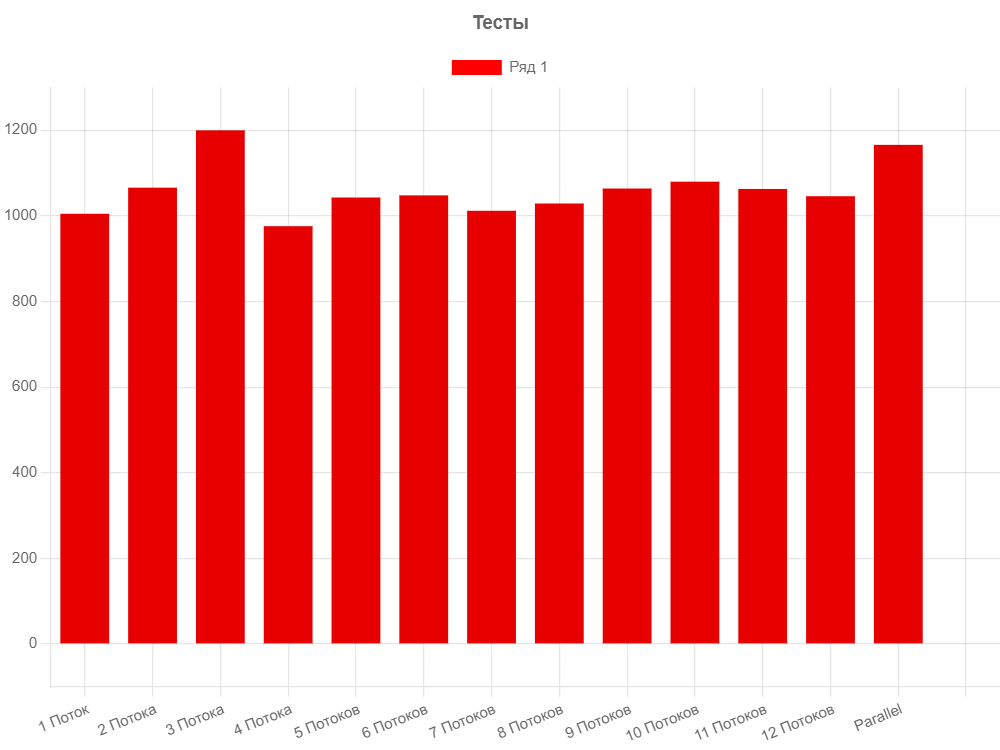 Тесты
Ряд 1
1200
1000
800
600
400
200
0
1 Поток
2 Потока
3 Потока
4 Потока
5 Потоков
6 Потоков
7 Потоков
8 Потоков
9 Потоков
10 Потоков
11 Потоков
12 Потоков
Parallel